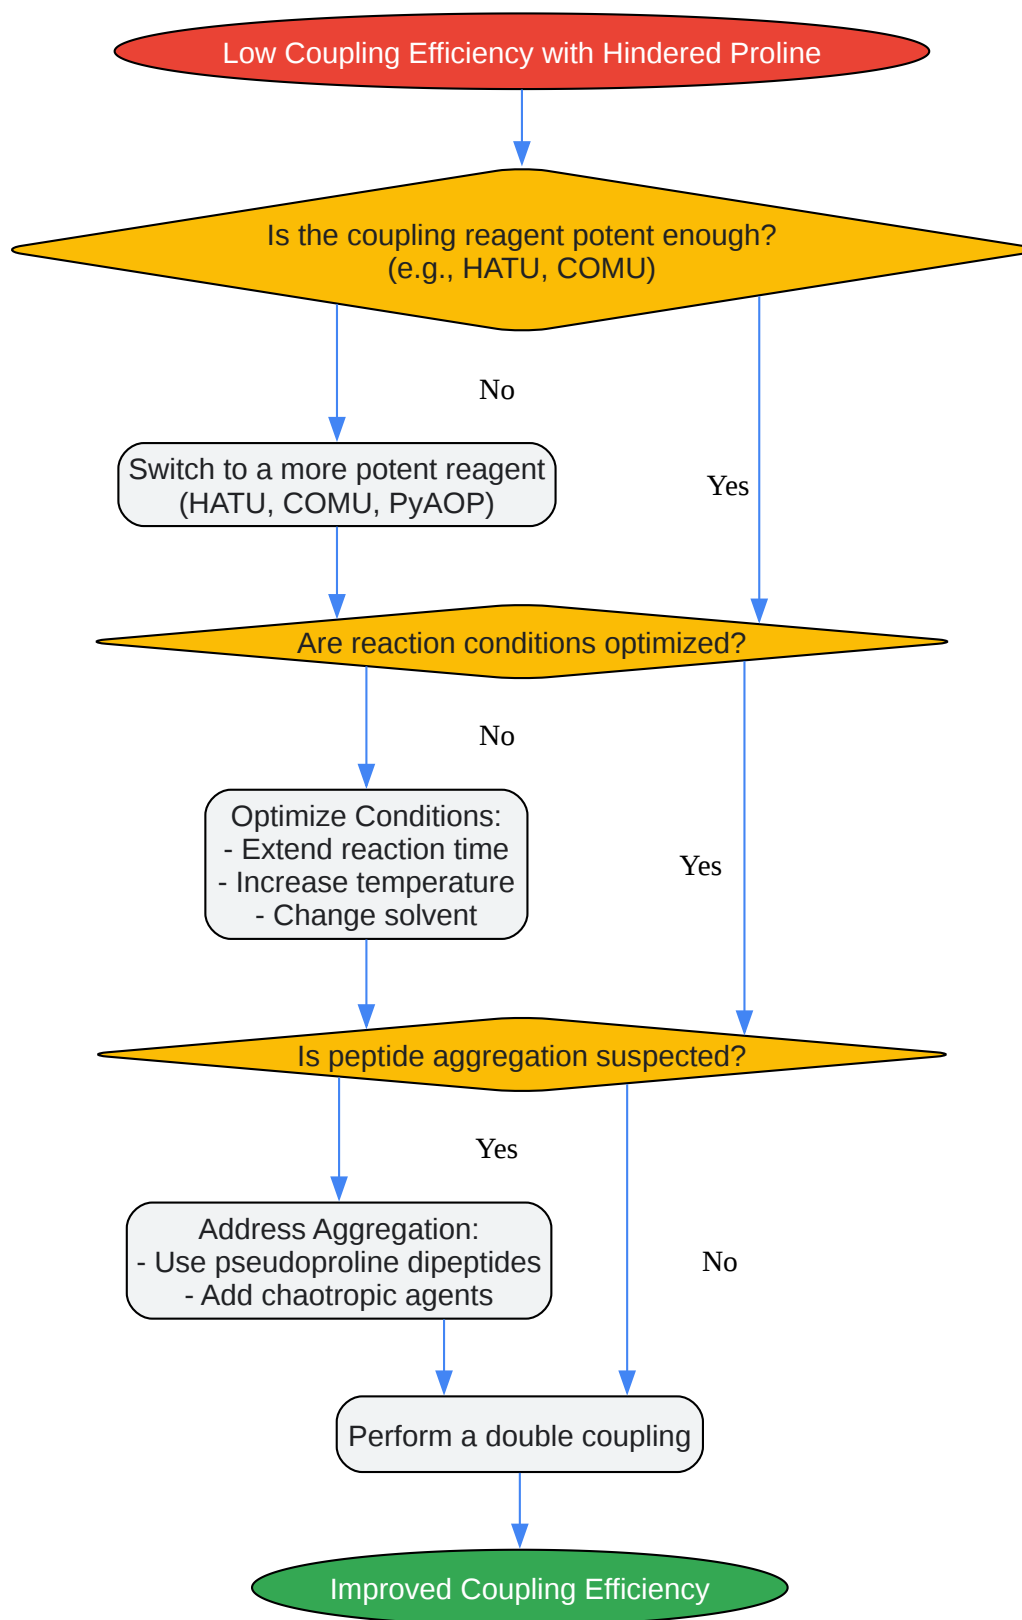 Low Coupling Efficiency with Hindered Proline
Is the coupling reagent potent enough?
(e.g., HATU, COMU)
No
Switch to a more potent reagent
(HATU, COMU, PyAOP)
Yes
Are reaction conditions optimized?
No
Optimize Conditions:
- Extend reaction time
- Increase temperature
- Change solvent
Yes
Is peptide aggregation suspected?
Yes
Address Aggregation:
- Use pseudoproline dipeptides
- Add chaotropic agents
No
Perform a double coupling
Improved Coupling Efficiency